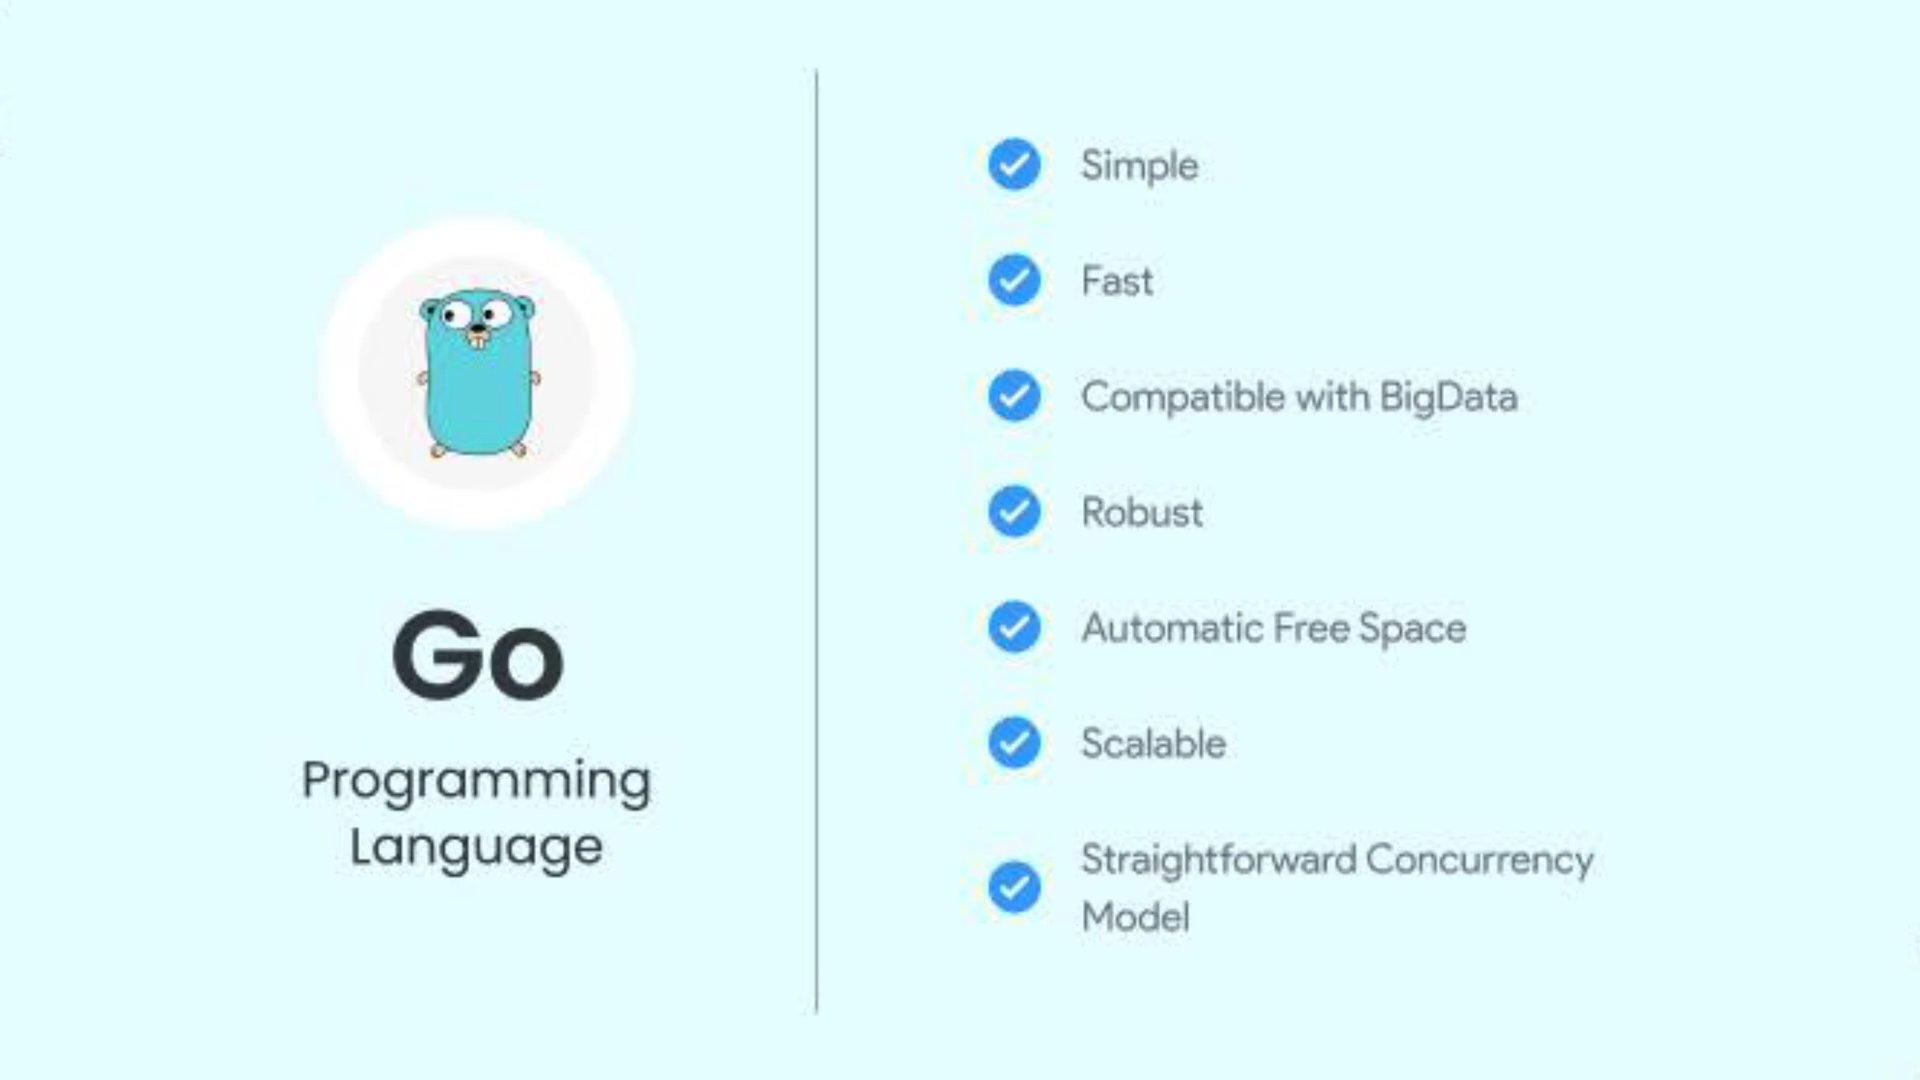 Go
Programming
Language
Simple
Fast
Compatible with BigData
Robust
Automatic Free Space
Scalable
Straightforward Concurrency
Model